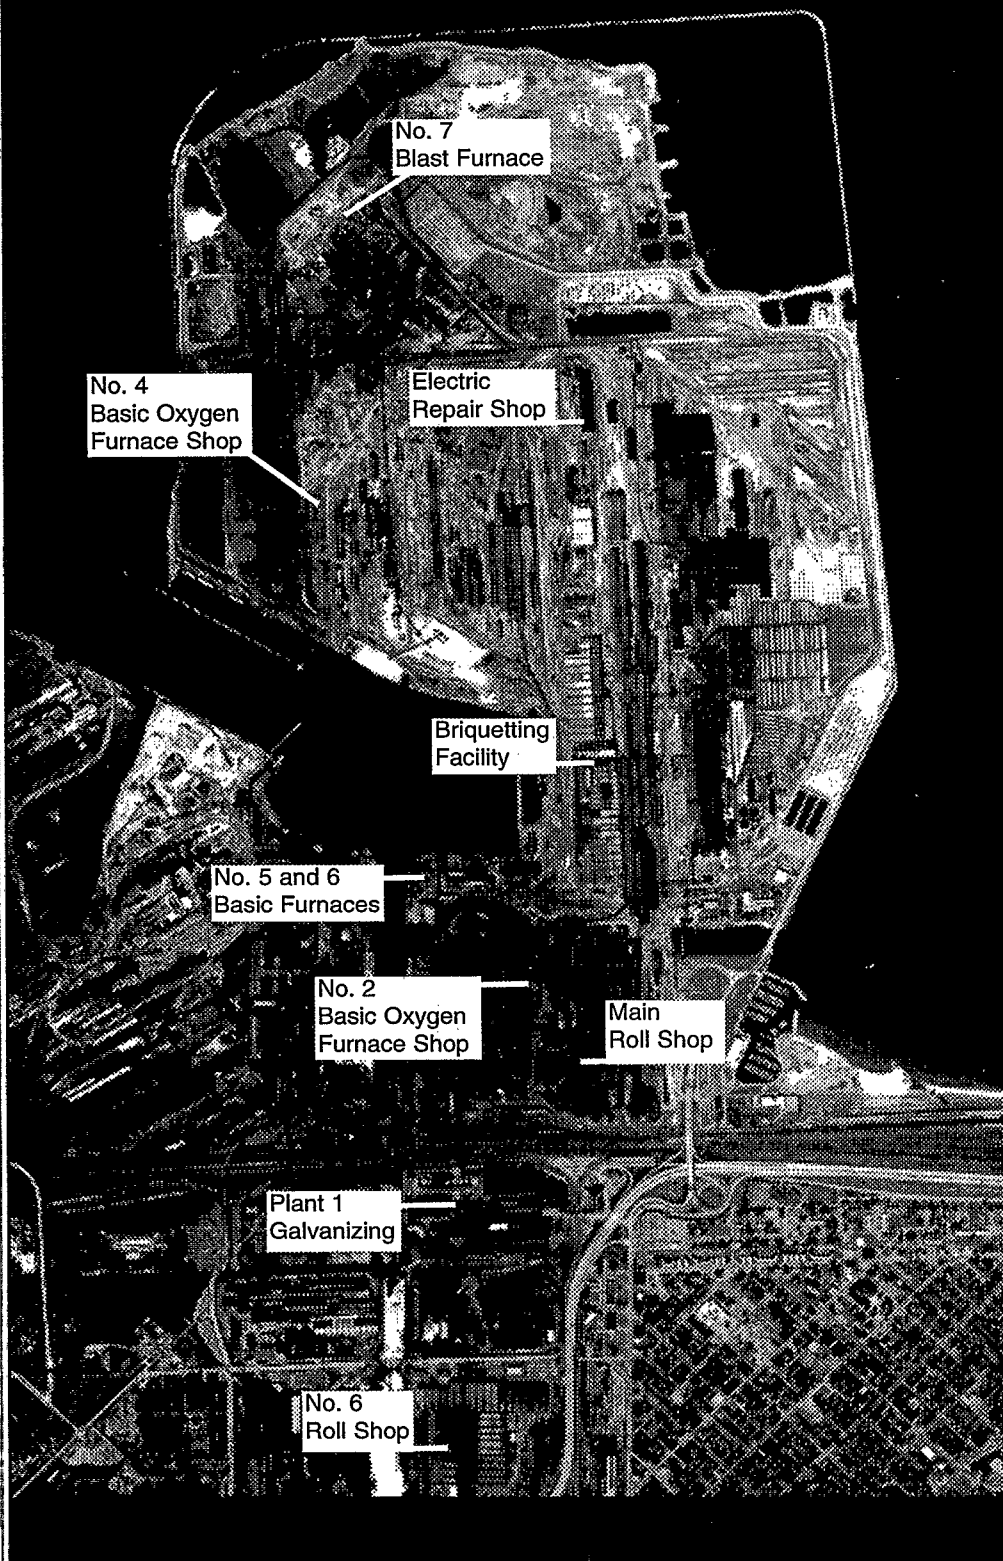 No. 7
Blast Furnace
No. 4
Basic Oxygen
Furnace Shop
Electric
Repair Shop
Briquetting
Facility
No. 5 and 6
Basic Furnaces
No. 2
Basic Oxygen
Furnace Shop
Main
Roll Shop
Plant 1
Galvanizing
No. 6
Roll Shop